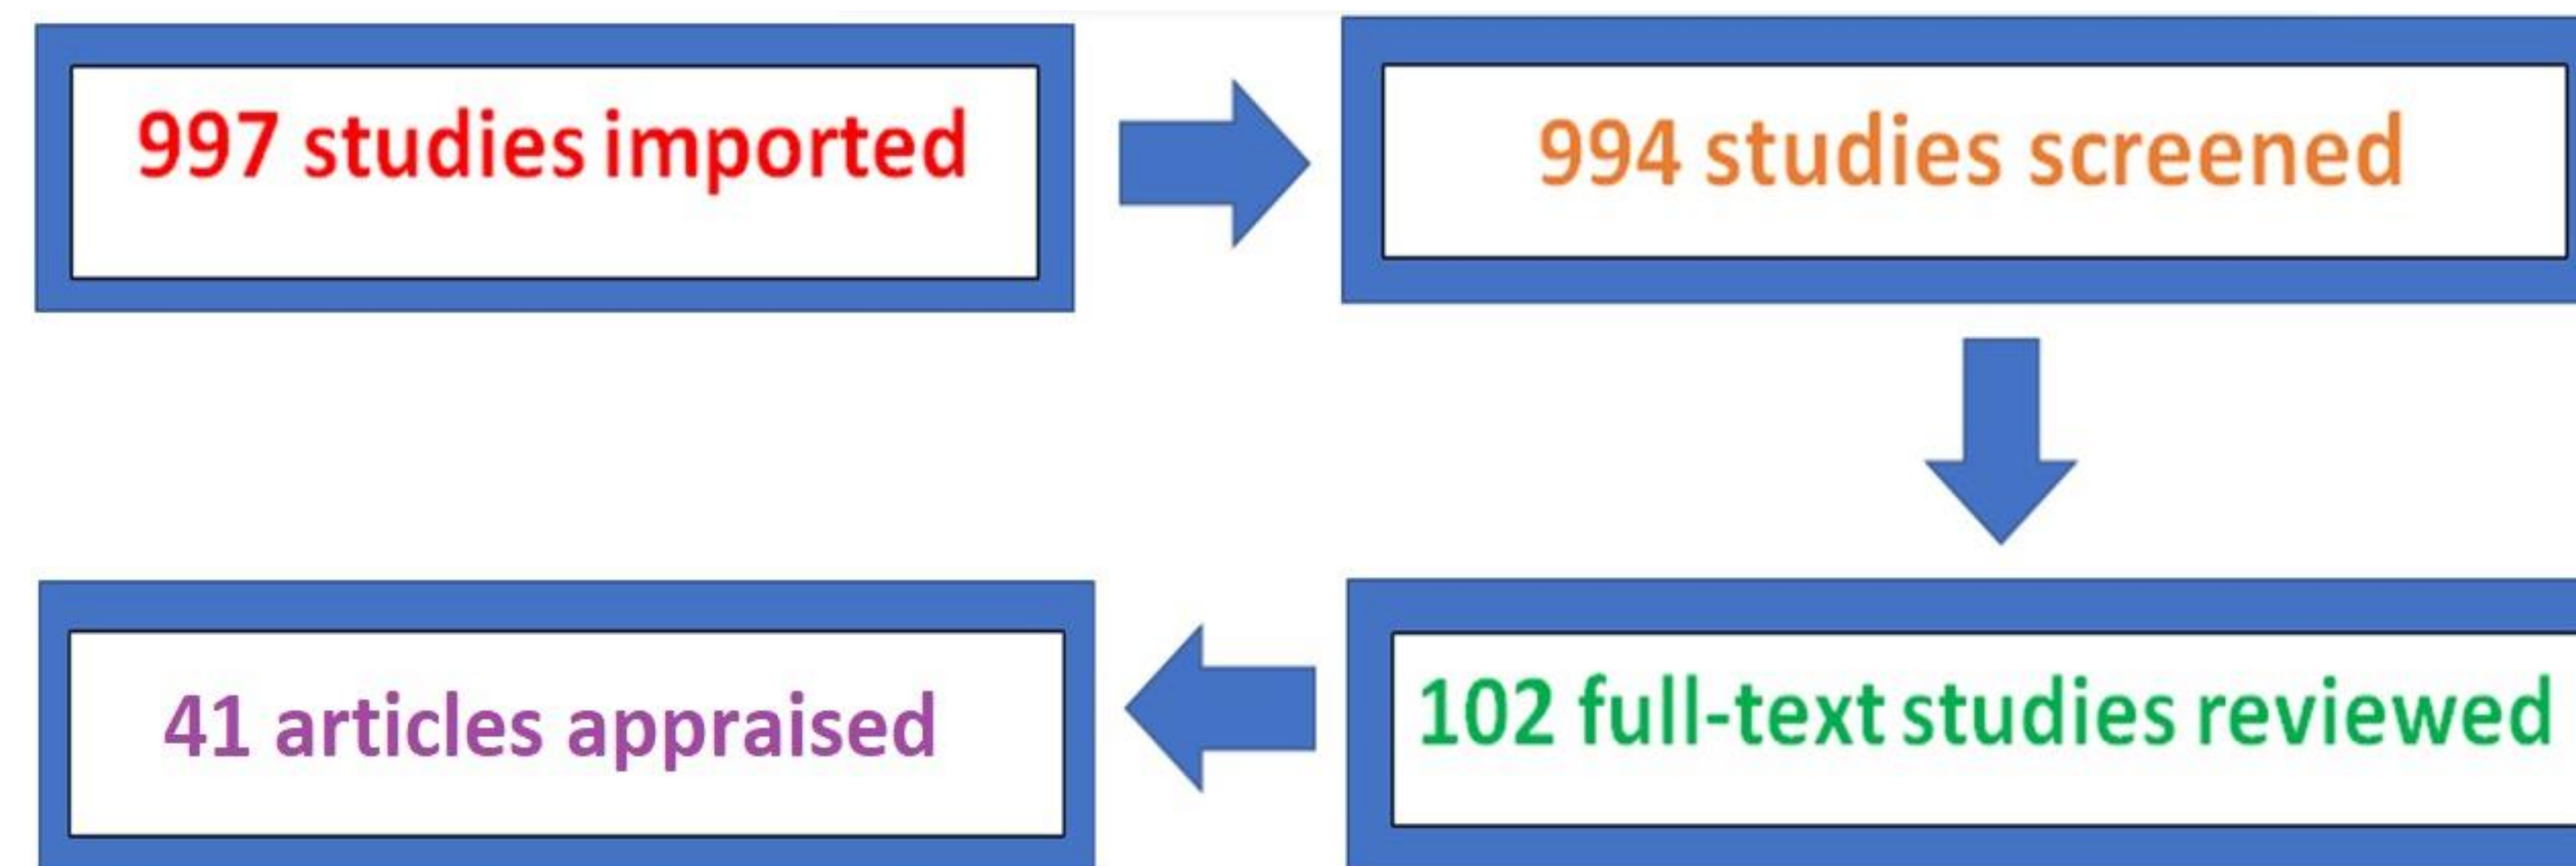 997 studies imported
994 studies screened
102 full-text studies reviewed
41 articles appraised